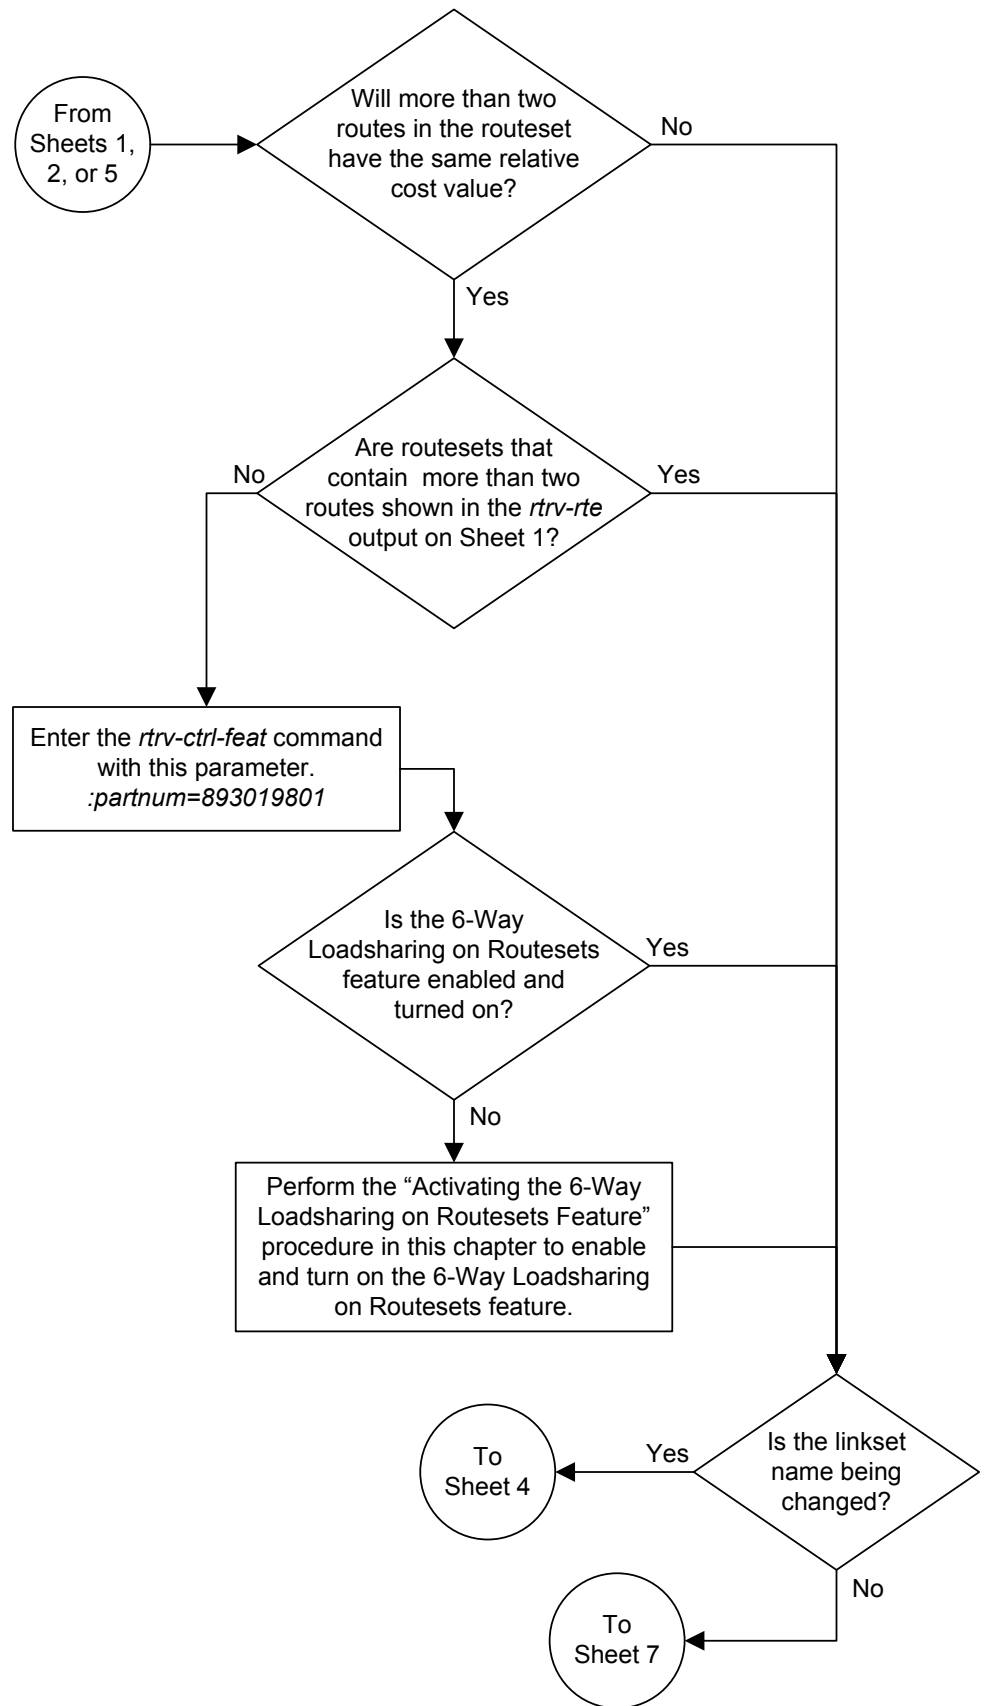 From
Sheets 1,
2, or 5
Will more than two
routes in the routeset
have the same relative
cost value?
No
Yes
Are routesets that
contain  more than two
routes shown in the rtrv-rte
output on Sheet 1?
No
Yes
Enter the rtrv-ctrl-feat command
with this parameter.
:partnum=893019801
Is the 6-Way
Loadsharing on Routesets
feature enabled and
turned on?
Yes
No
Perform the “Activating the 6-Way
Loadsharing on Routesets Feature”
procedure in this chapter to enable
and turn on the 6-Way Loadsharing
on Routesets feature.
Is the linkset
name being
changed?
Yes
To
Sheet 4
No
To
Sheet 7